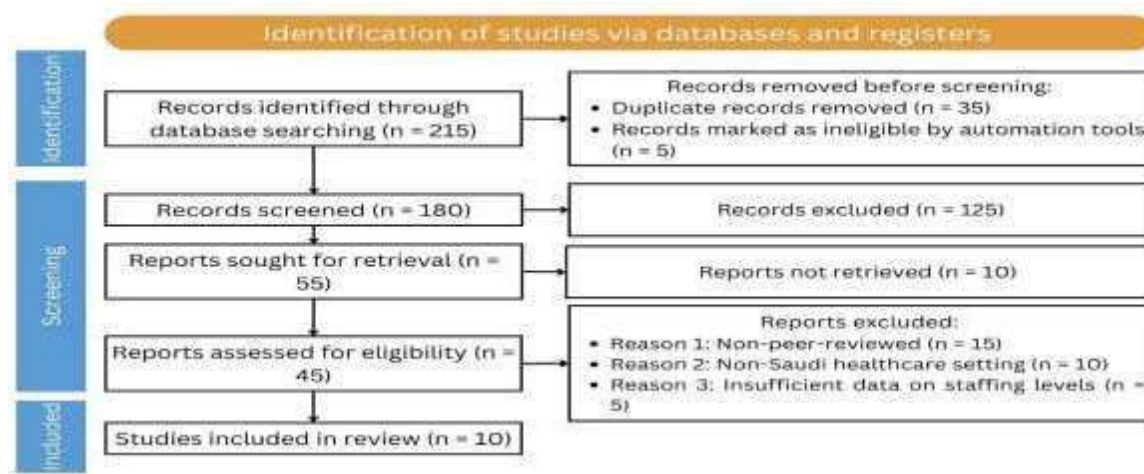 Identification of studies via databases and registers
Identification
Records identified through
database searching (n = 215)
Records removed before screening:
• Duplicate records removed (n = 35)
• Records marked as ineligible by automation tools
(n = 5)
Screening
Records screened (n = 180)
Records excluded (n = 125)
Reports sought for retrieval (n =
55)
Reports not retrieved (n = 10)
Reports assessed for eligibility (n =
45)
Reports excluded:
• Reason 1: Non-peer-reviewed (n = 15)
• Reason 2: Non-Saudi healthcare setting (n = 10)
• Reason 3: Insufficient data on staffing levels (n =
5)
Included
Studies included in review (n = 10)